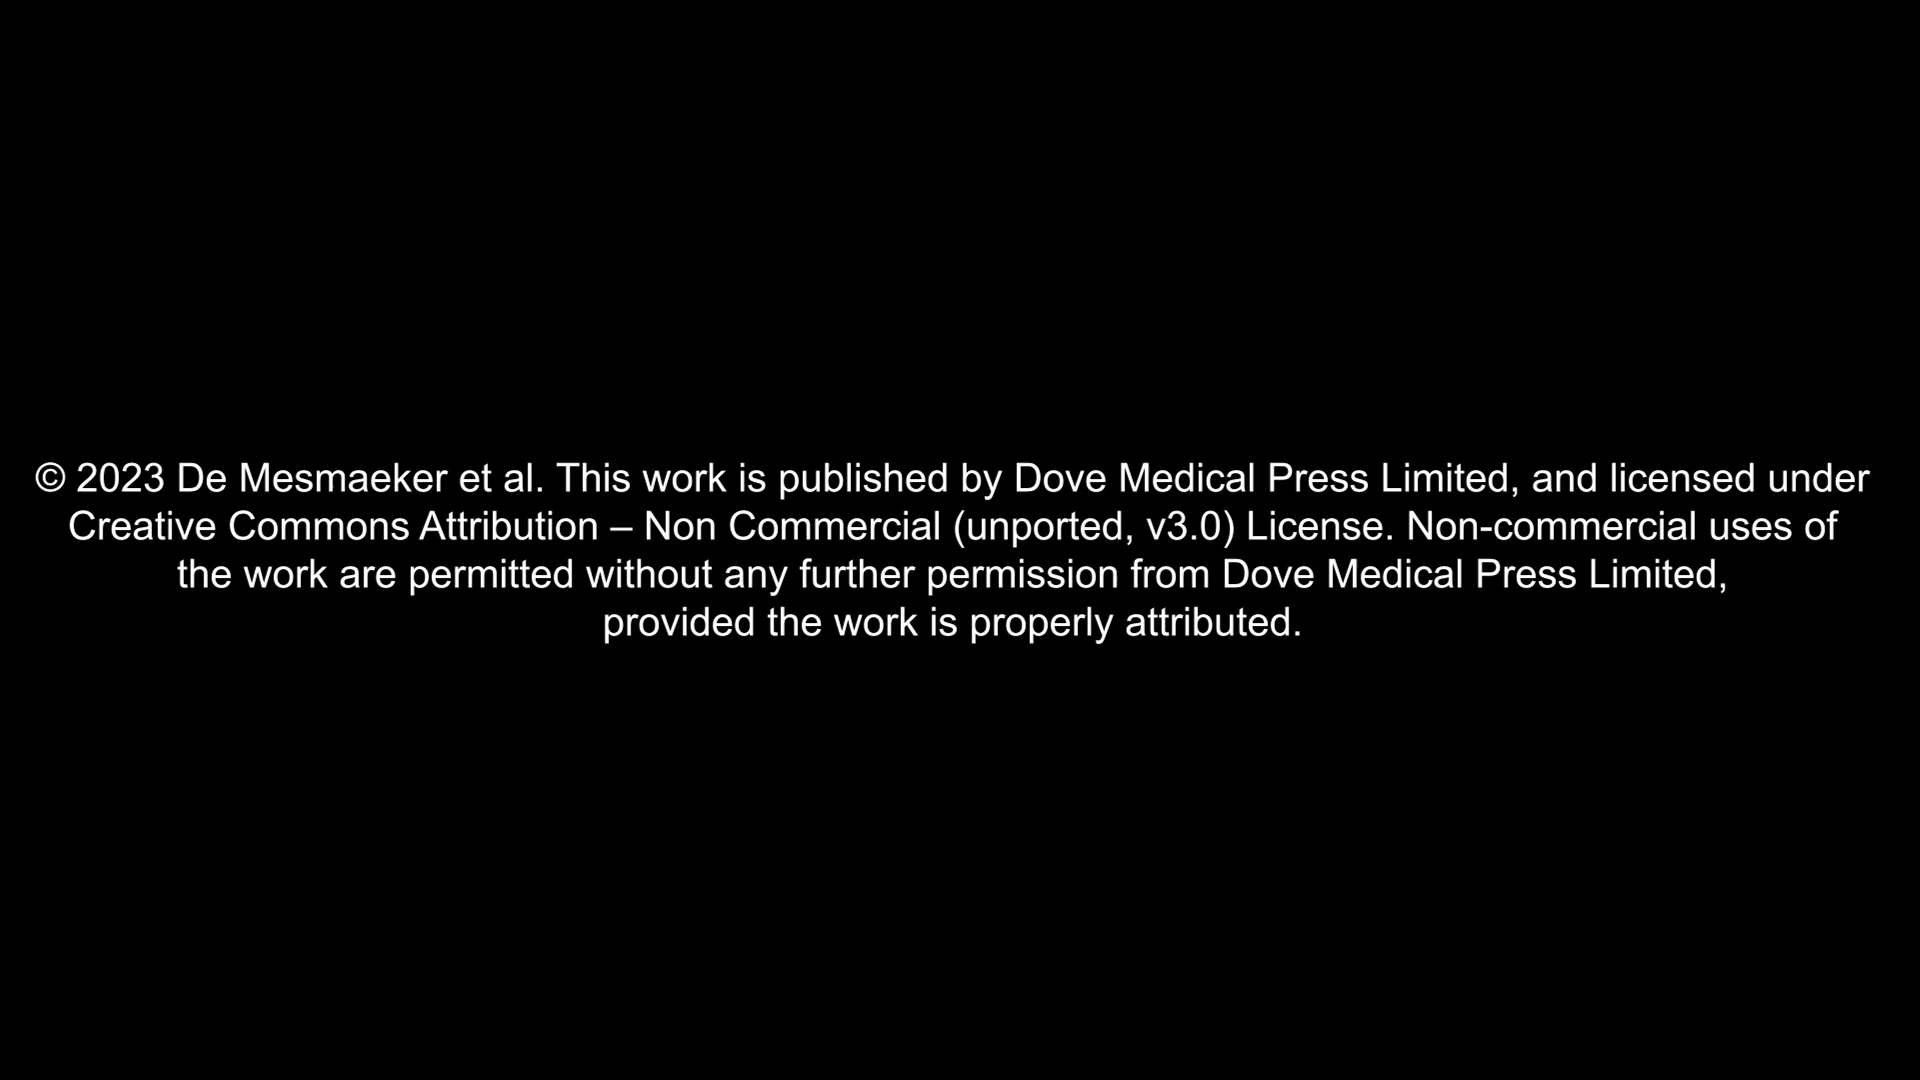 © 2023 De Mesmaeker et al. This work is published by Dove Medical Press Limited, and licensed under
Creative Commons Attribution – Non Commercial (unported, v3.0) License. Non-commercial uses of
the work are permitted without any further permission from Dove Medical Press Limited,
provided the work is properly attributed.